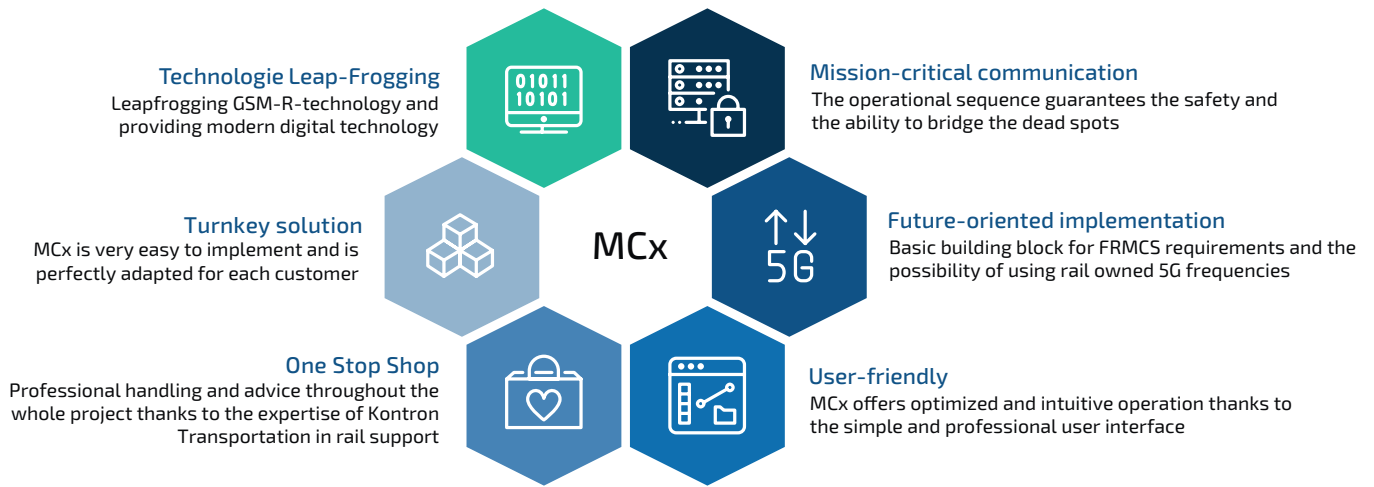 Technologie Leap-Frogging
Leapfrogging GSM-R-technology and
providing modern digital technology
01011
10101
Mission-critical communication
The operational sequence guarantees the safety and
the ability to bridge the dead spots
Turnkey solution
MCx is very easy to implement and is
perfectly adapted for each customer
MCx
5G
Future-oriented implementation
Basic building block for FRMCS requirements and the
possibility of using rail owned 5G frequencies
One Stop Shop
Professional handling and advice throughout the
whole project thanks to the expertise of Kontron
Transportation in rail support
User-friendly
MCx offers optimized and intuitive operation thanks to
the simple and professional user interface